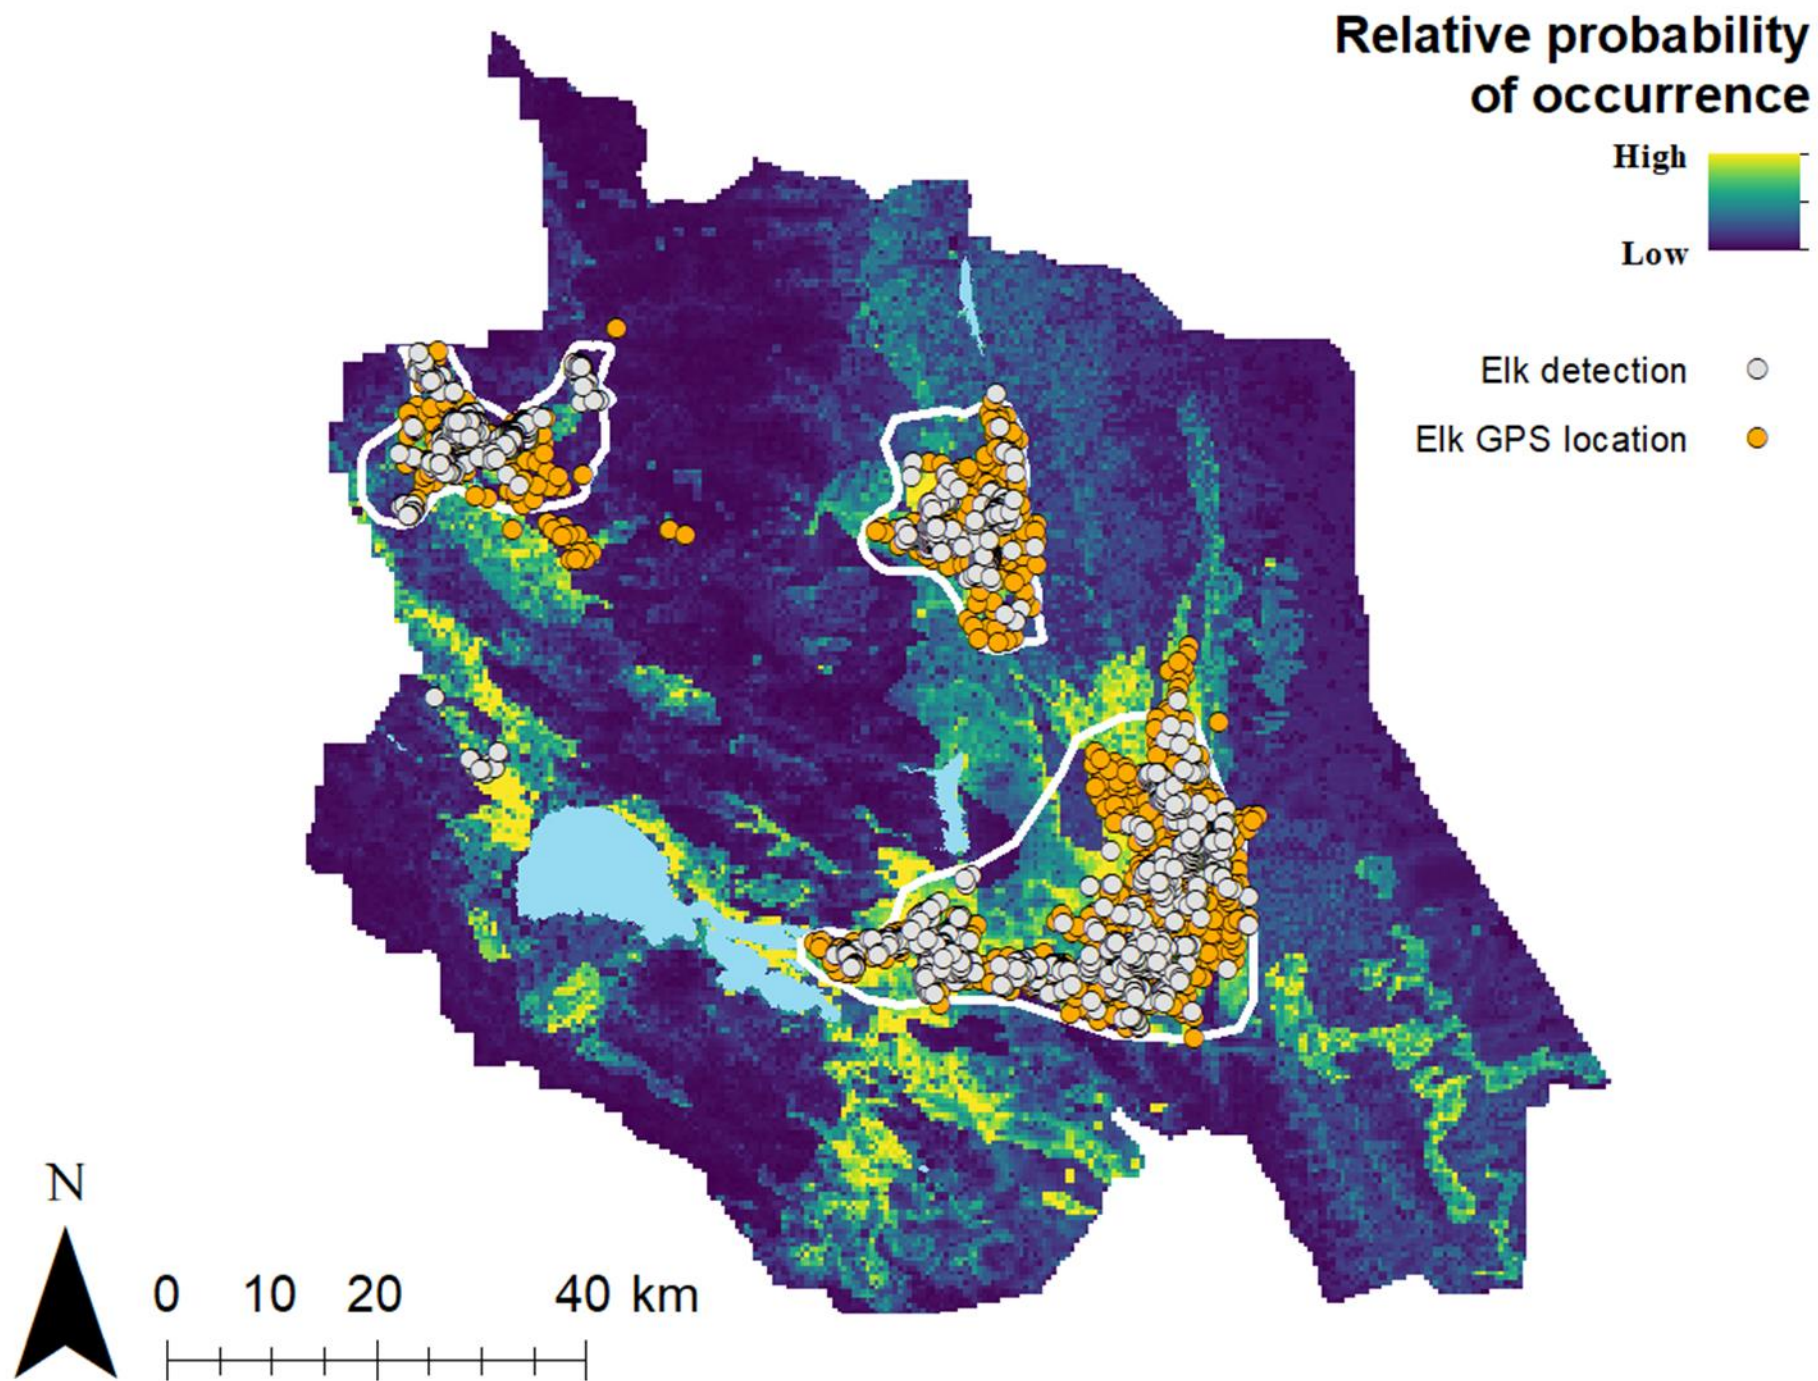 Relative probability
of occurrence
High
Low
Elk detection
Elk GPS location
N
0 10 20 40 km